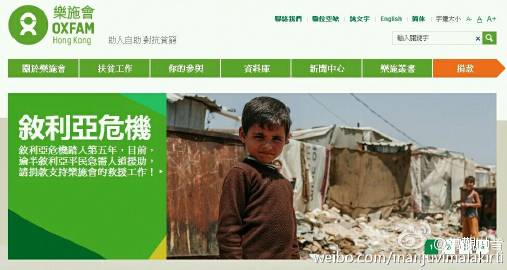 樂施會
OXFAM
Hong Kong
助人自助 對抗貧窮
聯絡我們
職位空缺
純文字
English
简体
字體大小 A- A A+
輸入關鍵字
關於樂施會
扶貧工作
你的參與
資料庫
新聞中心
樂施叢書
捐款
敘利亞危機
敘利亞危機踏入第五年，目前，
逾半敘利亞平民急需人道援助，
請捐款支持樂施會的救援工作！
weibo.com/manjuvimalakirti